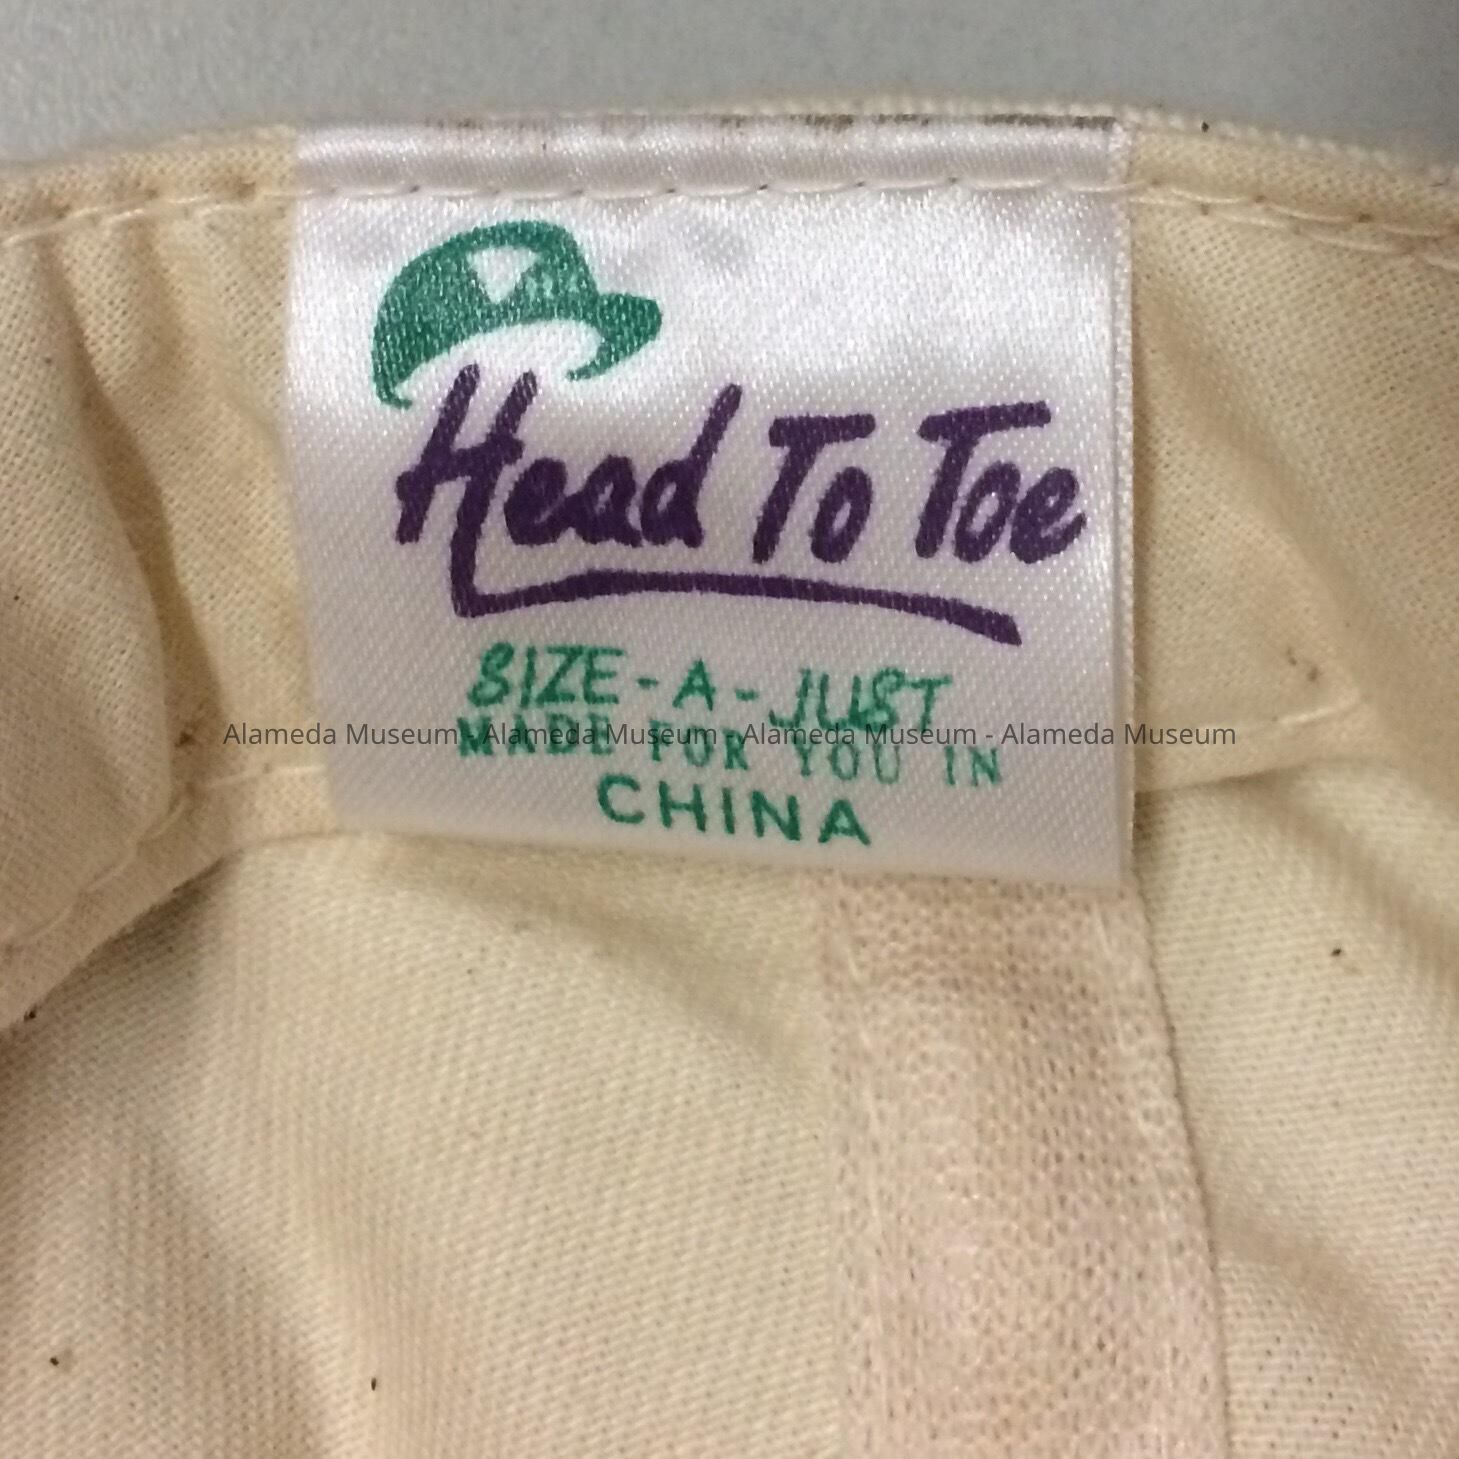 Head To Toe
SIZE-A-JUST
MADE FOR YOU IN
Alameda Museum - Alameda Museum - Alameda Museum - Alameda Museum
CHINA